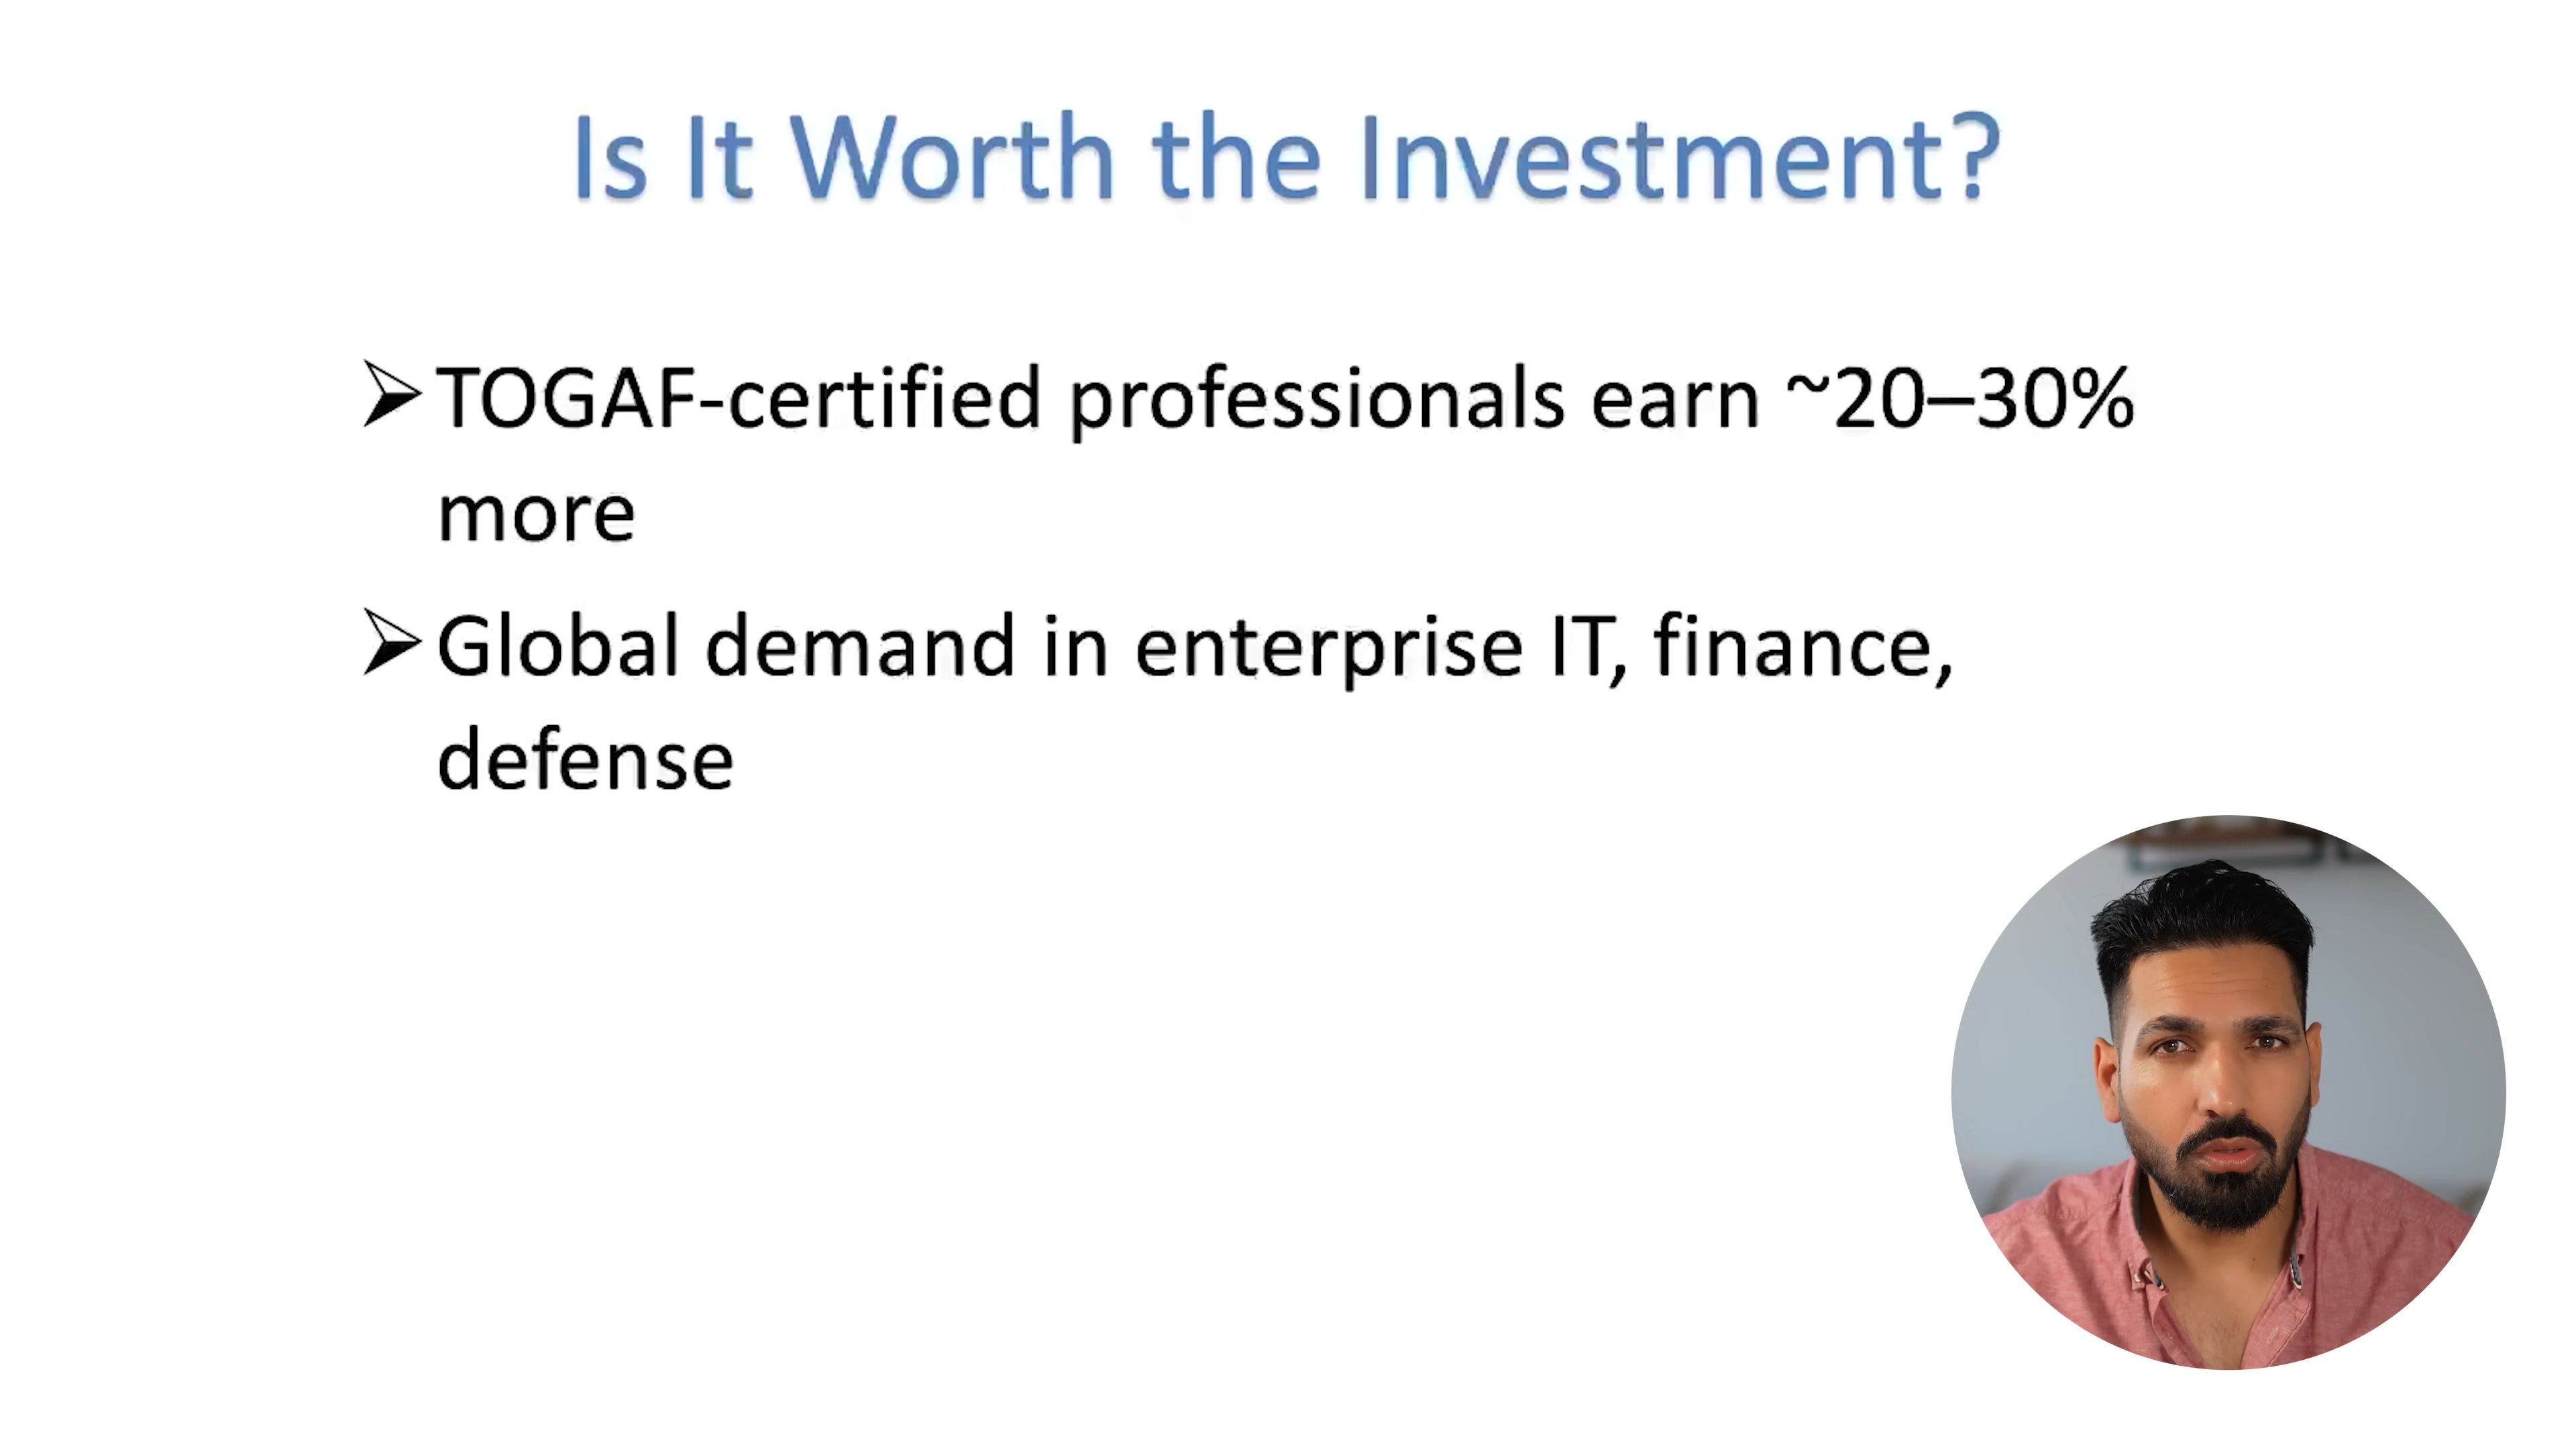 Is It Worth the Investment?
TOGAF-certified professionals earn ~20–30%
more
Global demand in enterprise IT, finance,
defense